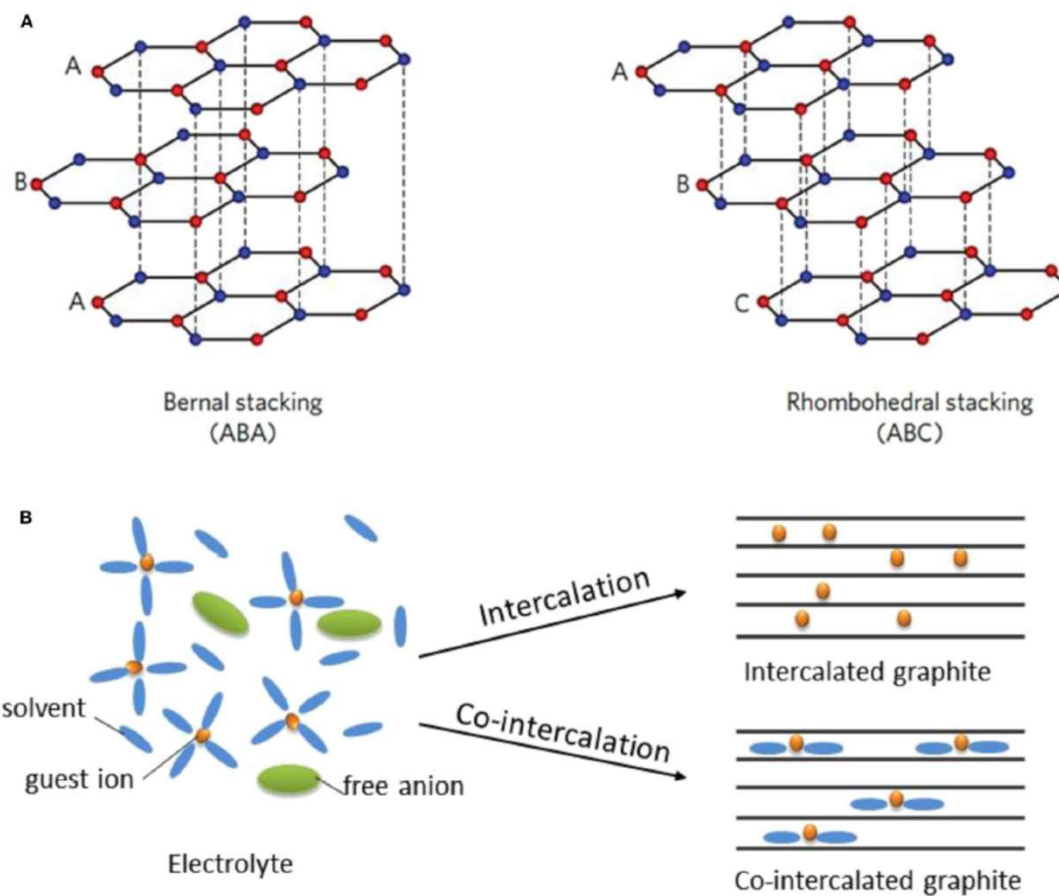 A
A
B
A
Bernal stacking
(ABA)
A
B
C
Rhombohedral stacking
(ABC)
B
solvent
guest ion
free anion
Electrolyte
Intercalation
Co-intercalation
Intercalated graphite
Co-intercalated graphite